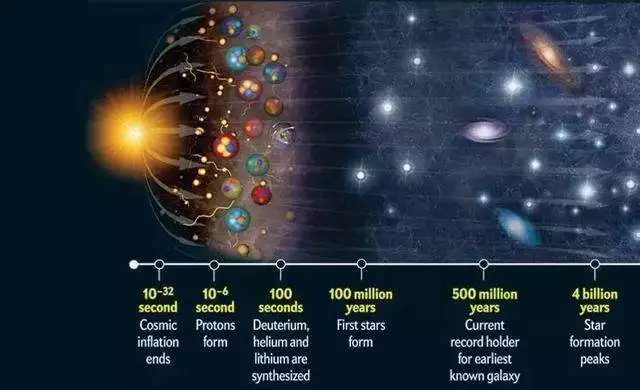 10⁻³²
second
Cosmic
inflation
ends
10⁻⁶
second
Protons
form
100
seconds
Deuterium,
helium and
lithium are
synthesized
100 million
years
First stars
form
500 million
years
Current
record holder
for earliest
known galaxy
4 billion
years
Star
formation
peaks